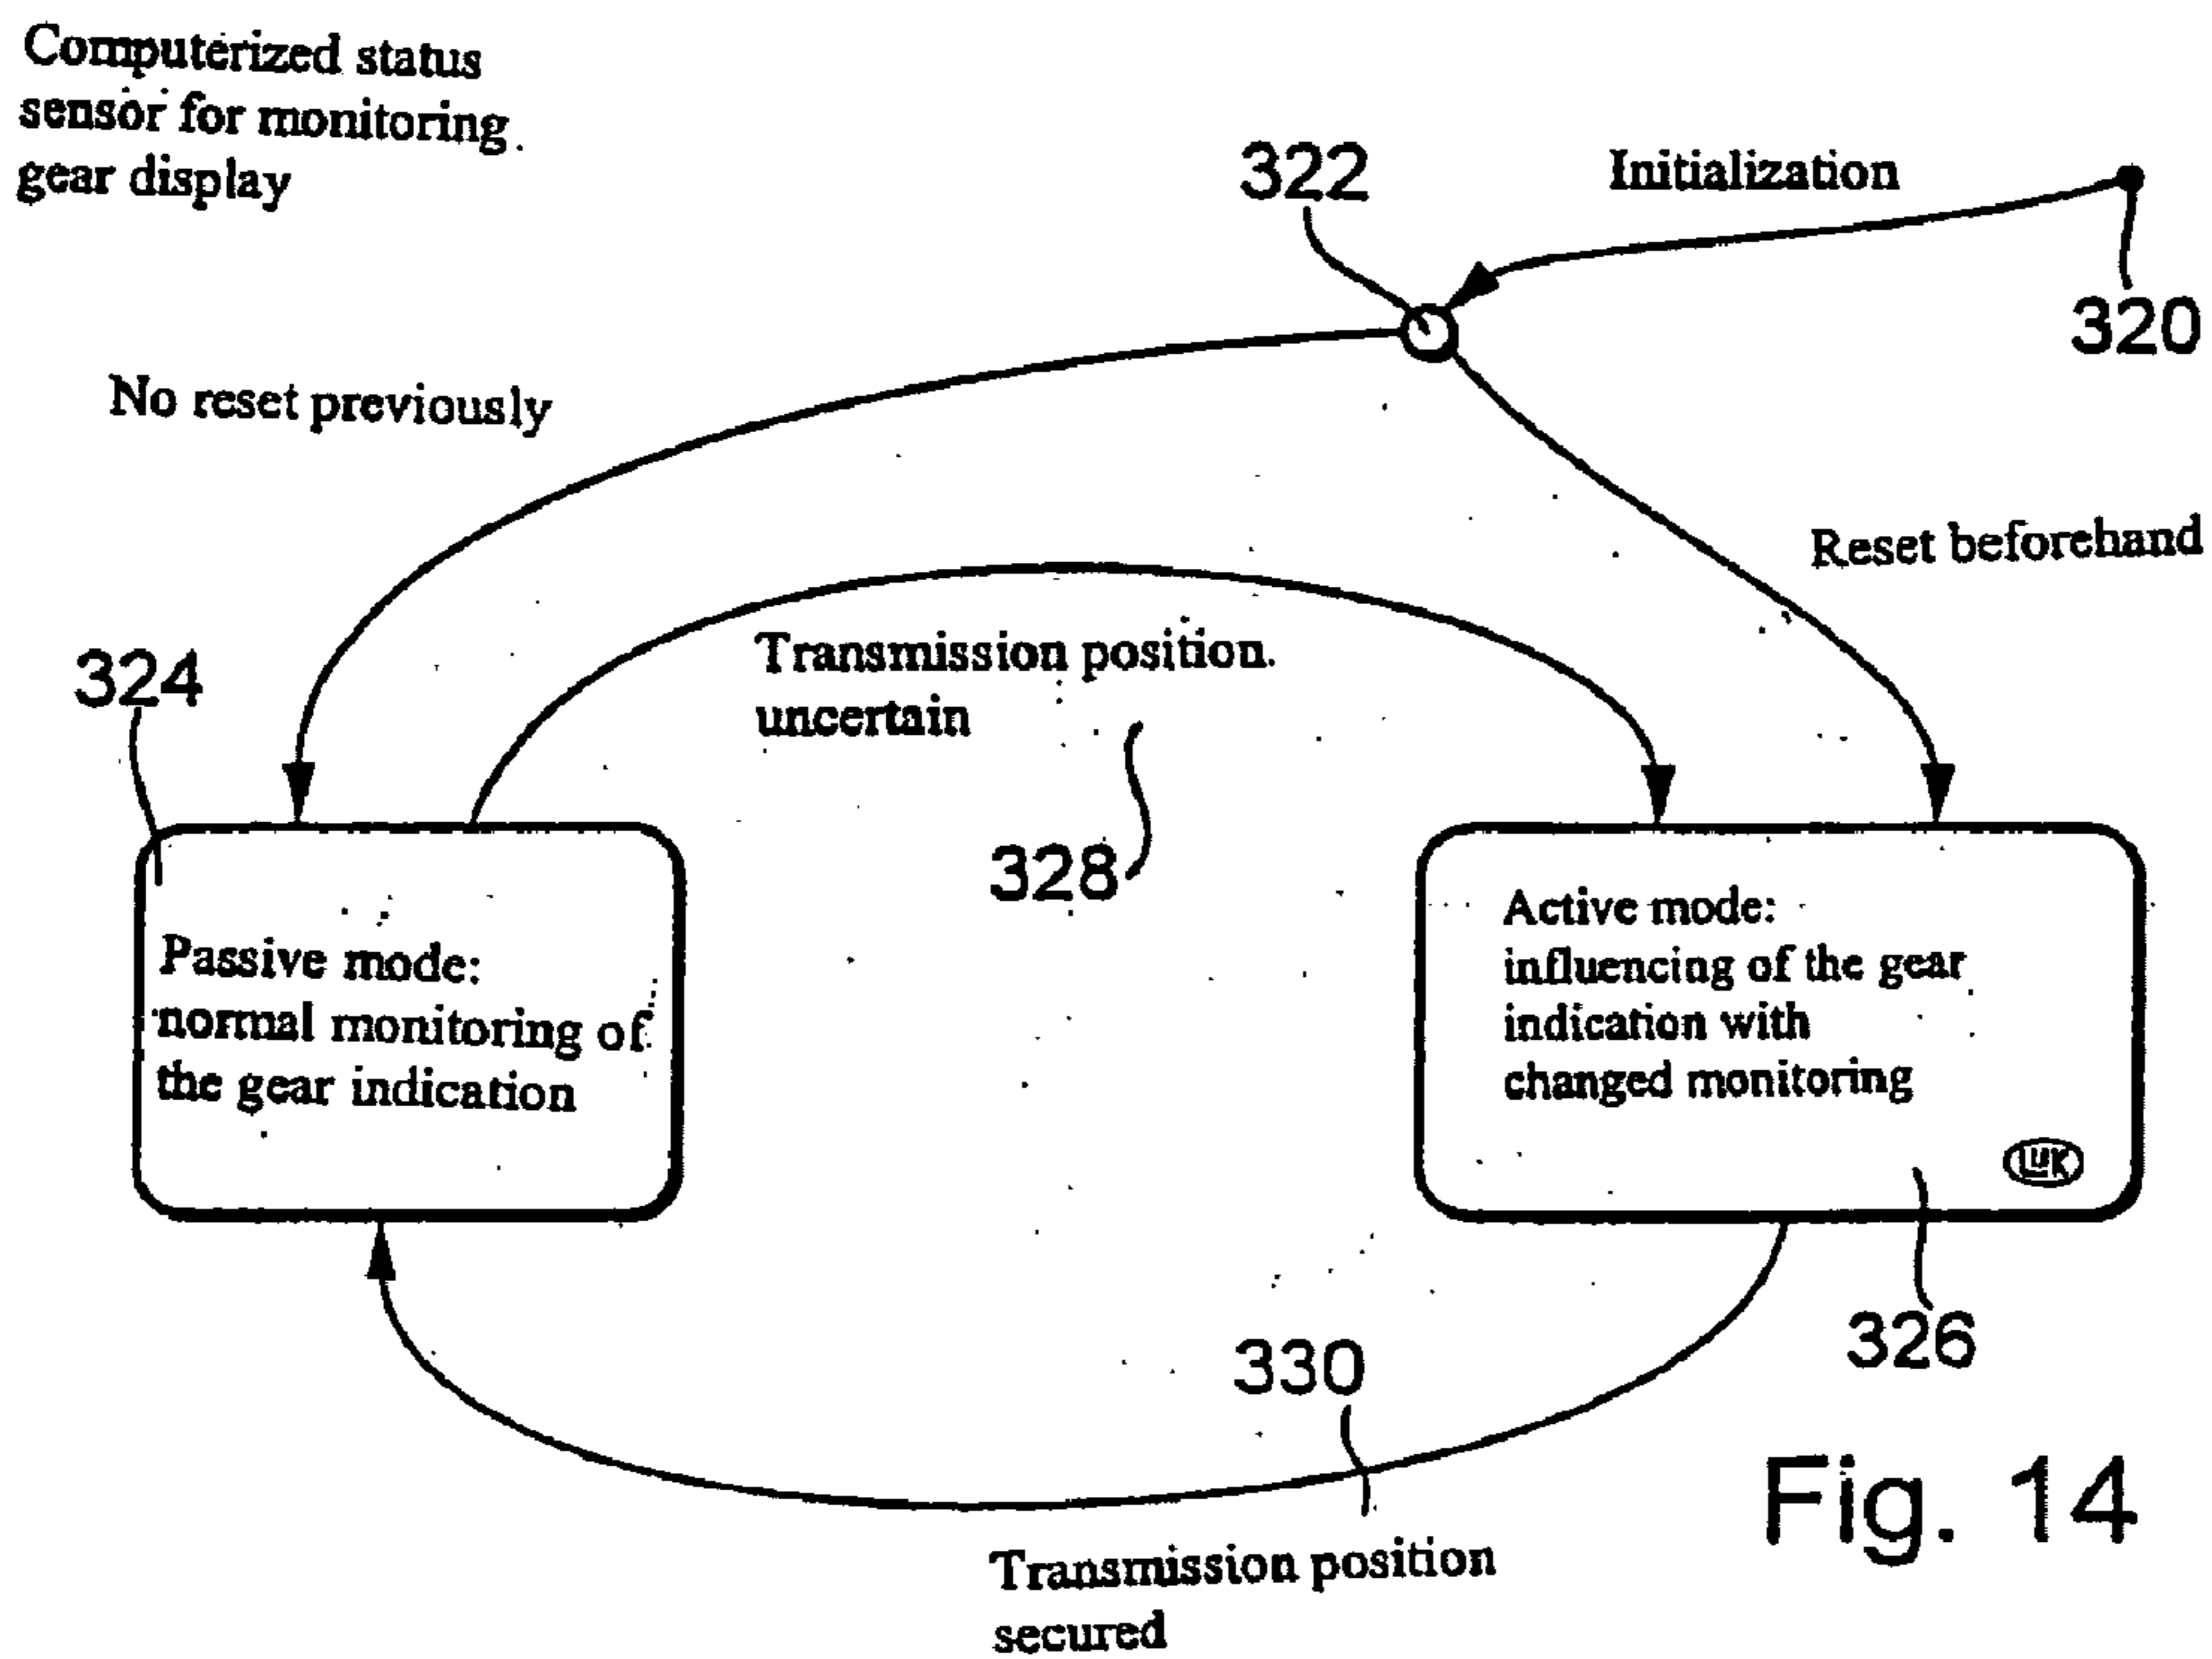 Computerized status
sensor for monitoring
gear display
322
Initialization
320
No reset previously
Reset beforehand
324
Transmission position
uncertain
328
Passive mode:
normal monitoring of
the gear indication
Active mode:
influencing of the gear
indication with
changed monitoring
LuK
326
330
Fig. 14
Transmission position
secured